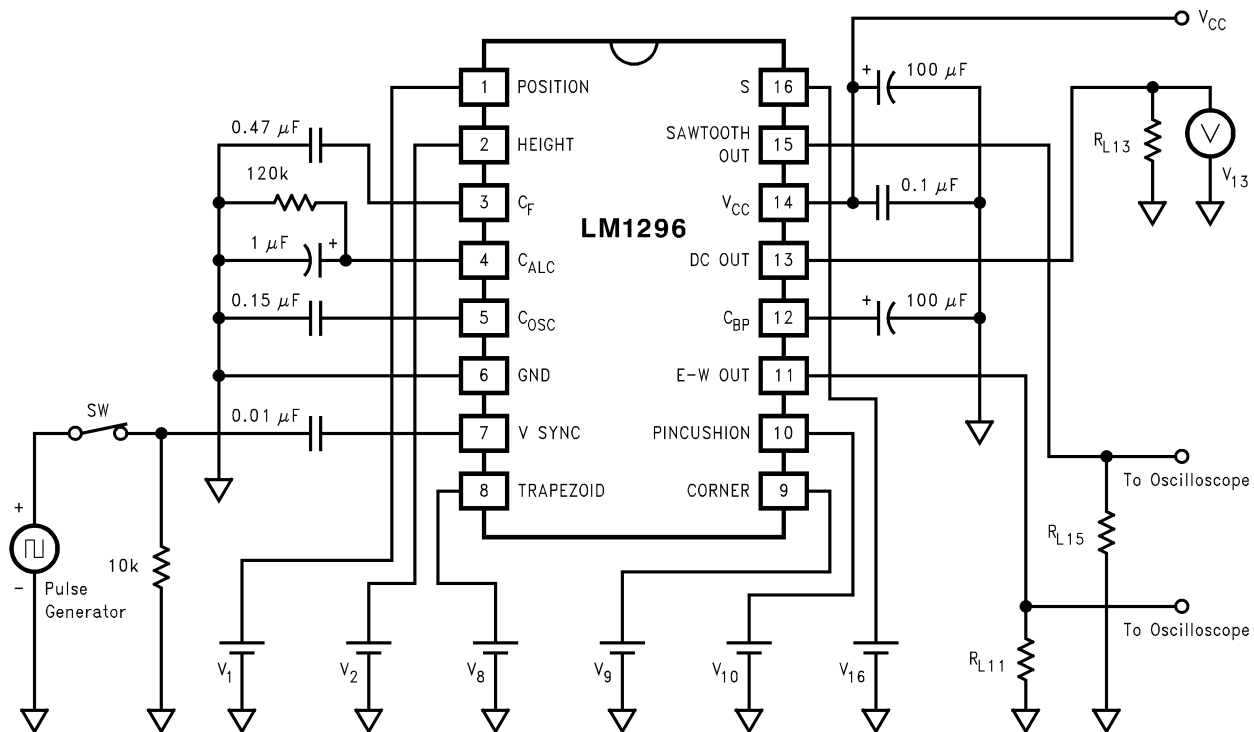 V_CC
1 POSITION
S 16
+ 100 µF
0.47 µF
2 HEIGHT
SAWTOOTH
OUT
15
R_L13
V
V_13
120k
3 C_F
V_CC 14
0.1 µF
LM1296
1 µF +
4 C_ALC
DC OUT 13
0.15 µF
5 C_OSC
C_BP 12
+ 100 µF
6 GND
E-W OUT 11
SW
0.01 µF
7 V SYNC
PINCUSHION 10
8 TRAPEZOID
CORNER 9
To Oscilloscope
+
R_L15
10k
-
Pulse
Generator
To Oscilloscope
V_1
V_2
V_8
V_9
V_10
V_16
R_L11